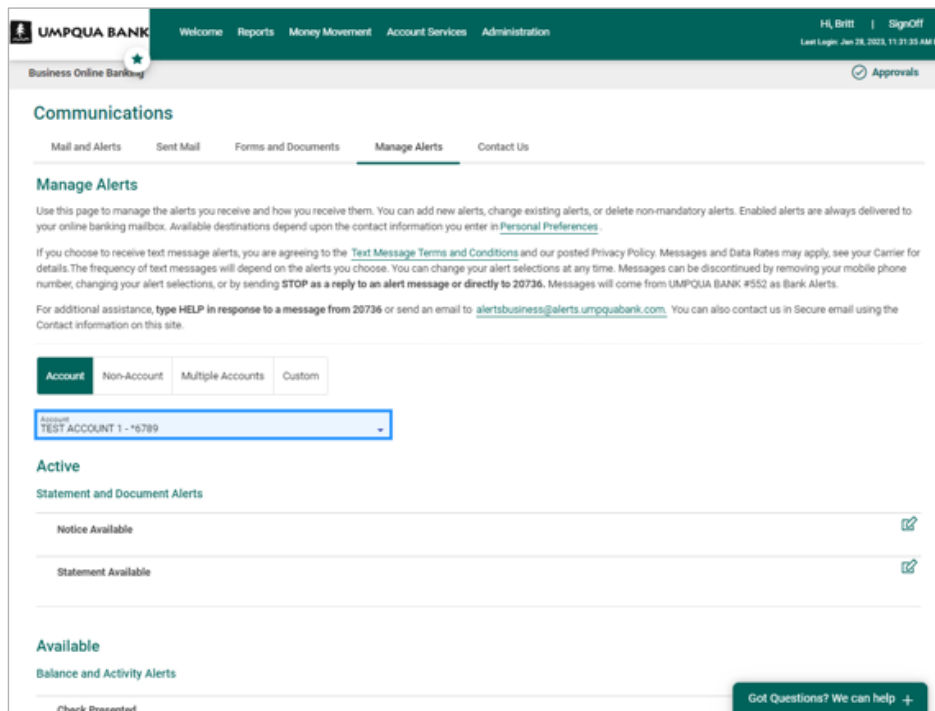 UMPQUA BANK
Welcome Reports Money Movement Account Services Administration
Hi, Britt | SignOff
Last Login: Jan 28, 2023, 11:31:35 AM
Business Online Banking
Approvals
Communications
Mail and Alerts Sent Mail Forms and Documents Manage Alerts Contact Us
Manage Alerts
Use this page to manage the alerts you receive and how you receive them. You can add new alerts, change existing alerts, or delete non-mandatory alerts. Enabled alerts are always delivered to
your online banking mailbox. Available destinations depend upon the contact information you enter in Personal Preferences .
If you choose to receive text message alerts, you are agreeing to the Text Message Terms and Conditions and our posted Privacy Policy. Messages and Data Rates may apply, see your Carrier for
details.The frequency of text messages will depend on the alerts you choose. You can change your alert selections at any time. Messages can be discontinued by removing your mobile phone
number, changing your alert selections, or by sending STOP as a reply to an alert message or directly to 20736. Messages will come from UMPQUA BANK #552 as Bank Alerts.
For additional assistance, type HELP in response to a message from 20736 or send an email to alertsbusiness@alerts.umpquabank.com. You can also contact us in Secure email using the
Contact information on this site.
Account Non-Account Multiple Accounts Custom
Account
TEST ACCOUNT 1 - *6789
Active
Statement and Document Alerts
Notice Available
Statement Available
Available
Balance and Activity Alerts
Check Presented
Got Questions? We can help +